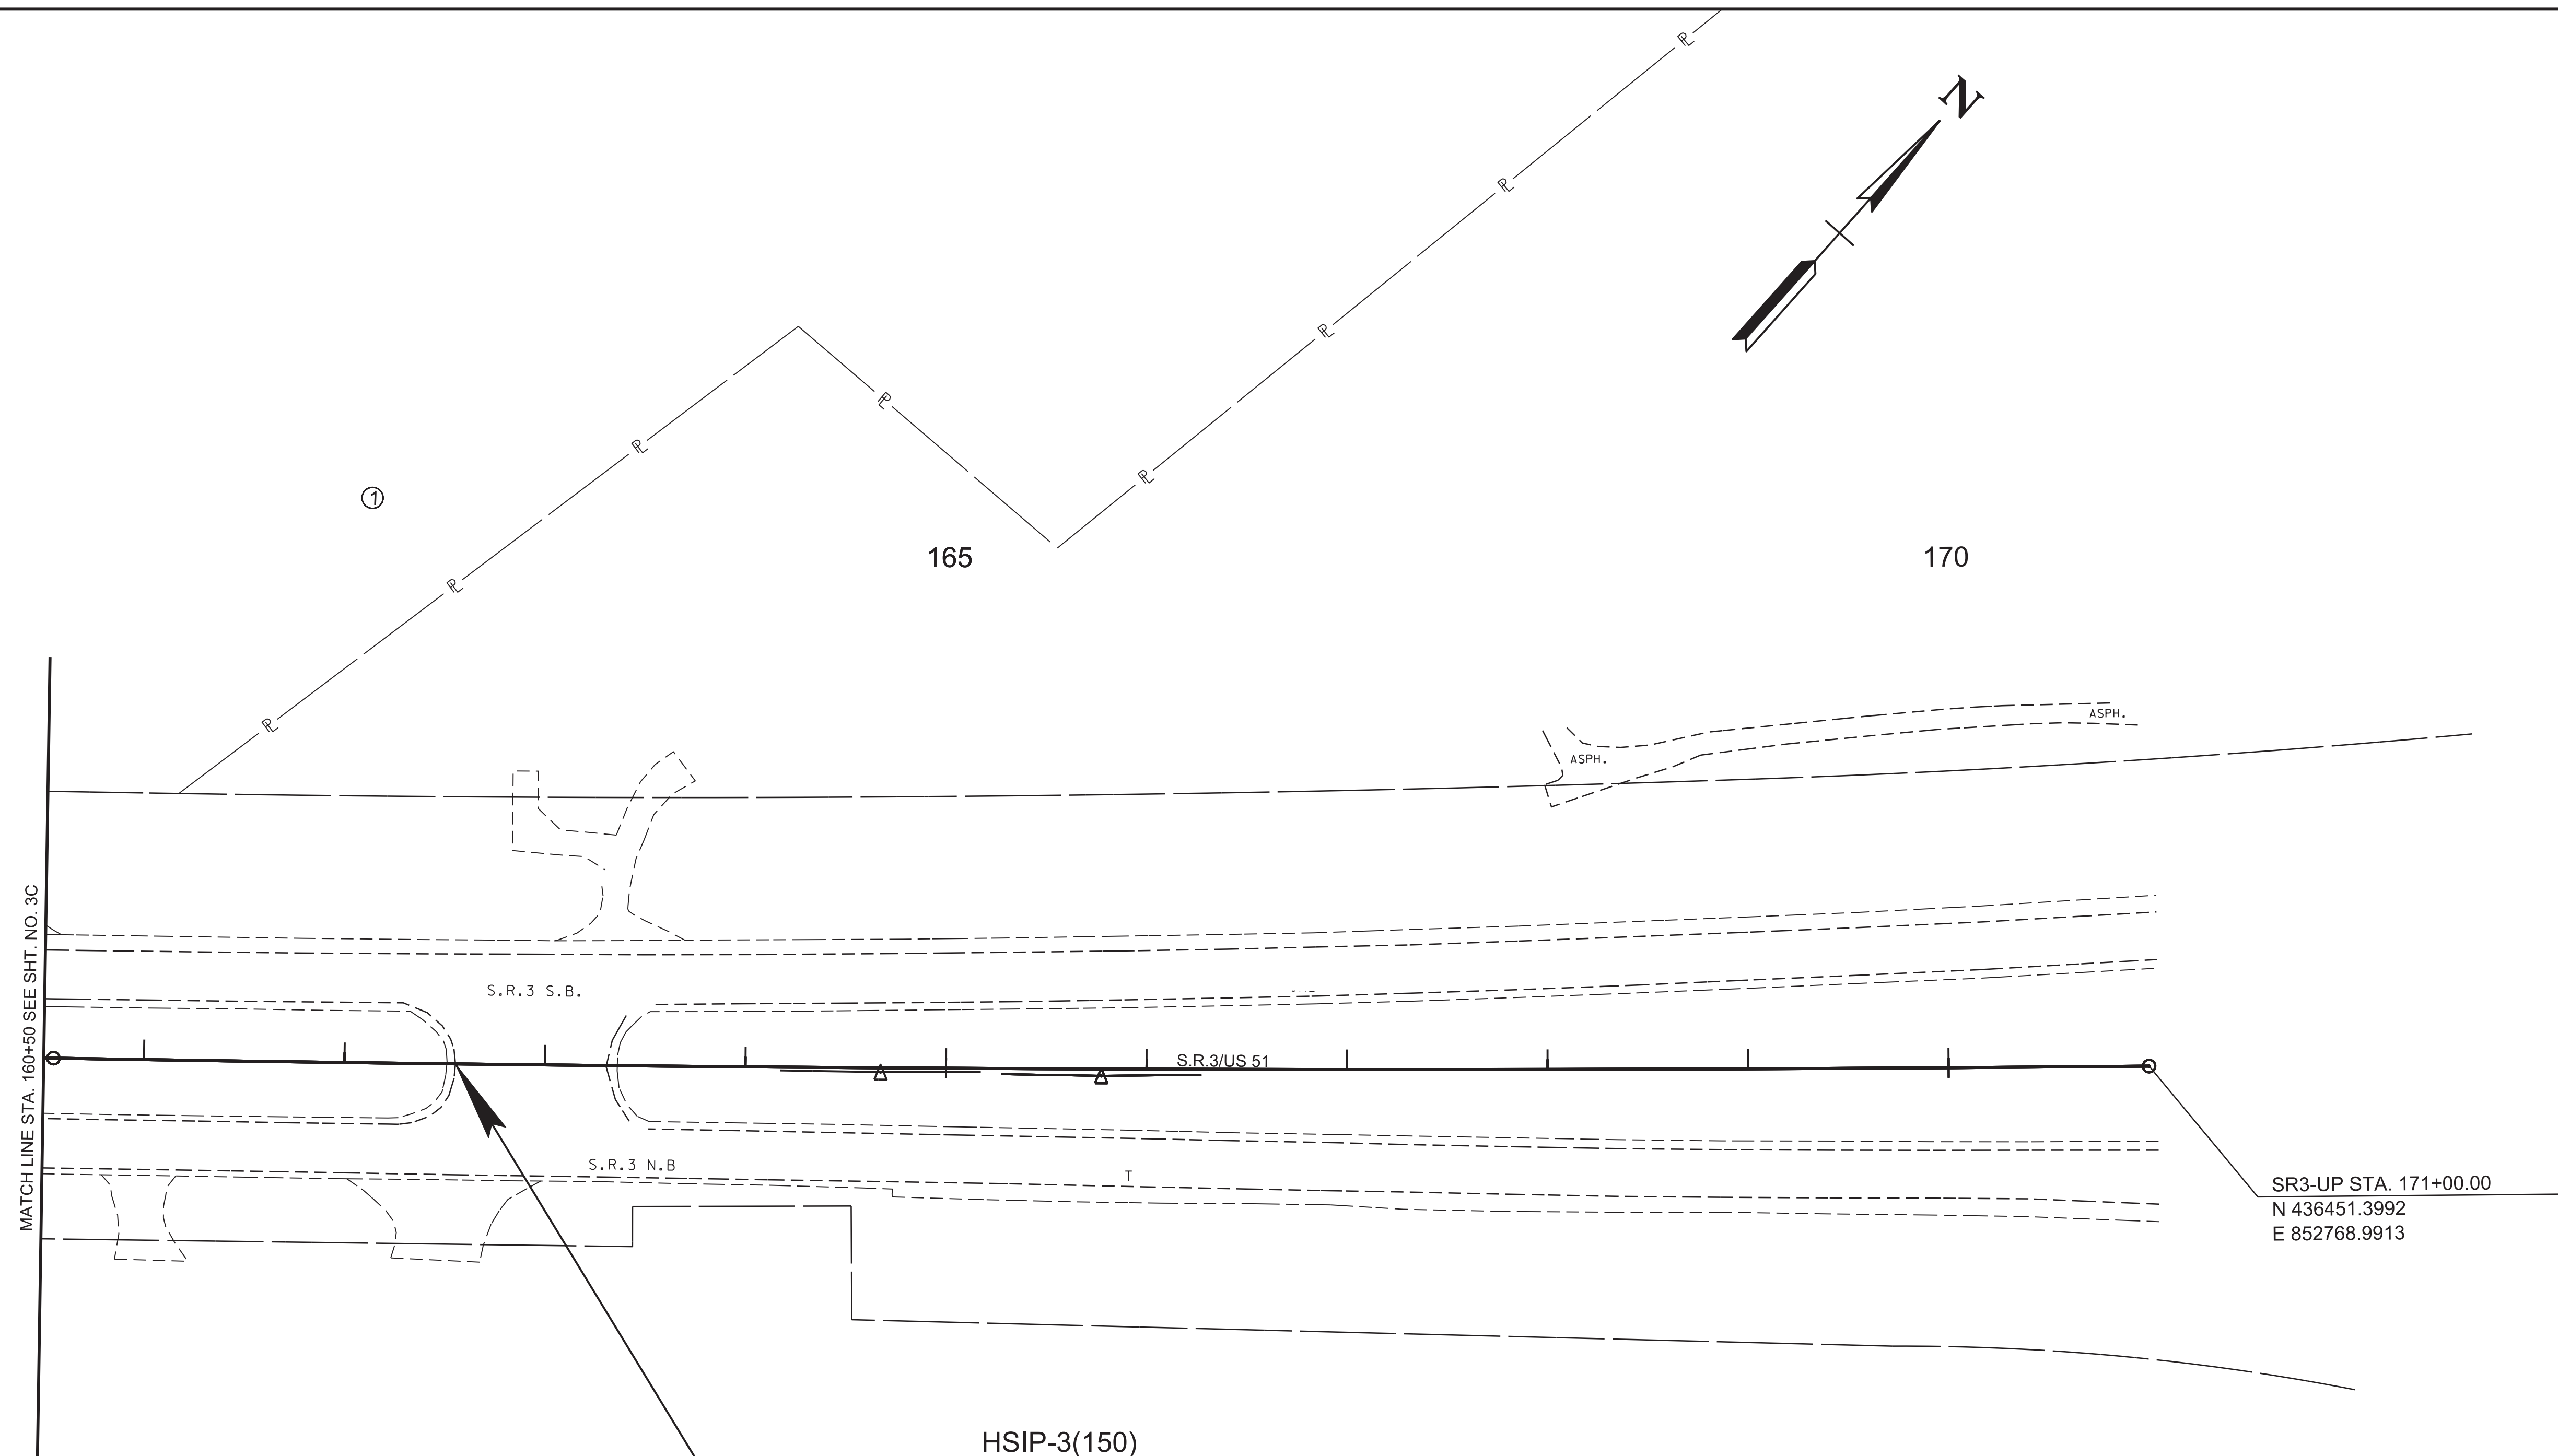 N
℄
℄
℄
℄
℄
℄
℄
℄
1
165
170
ASPH.
ASPH.
MATCH LINE STA. 160+50 SEE SHT. NO. 3C
S.R.3 S.B.
S.R.3/US 51
S.R.3 N.B
T
SR3-UP STA. 171+00.00
N 436451.3992
E 852768.9913
HSIP-3(150)